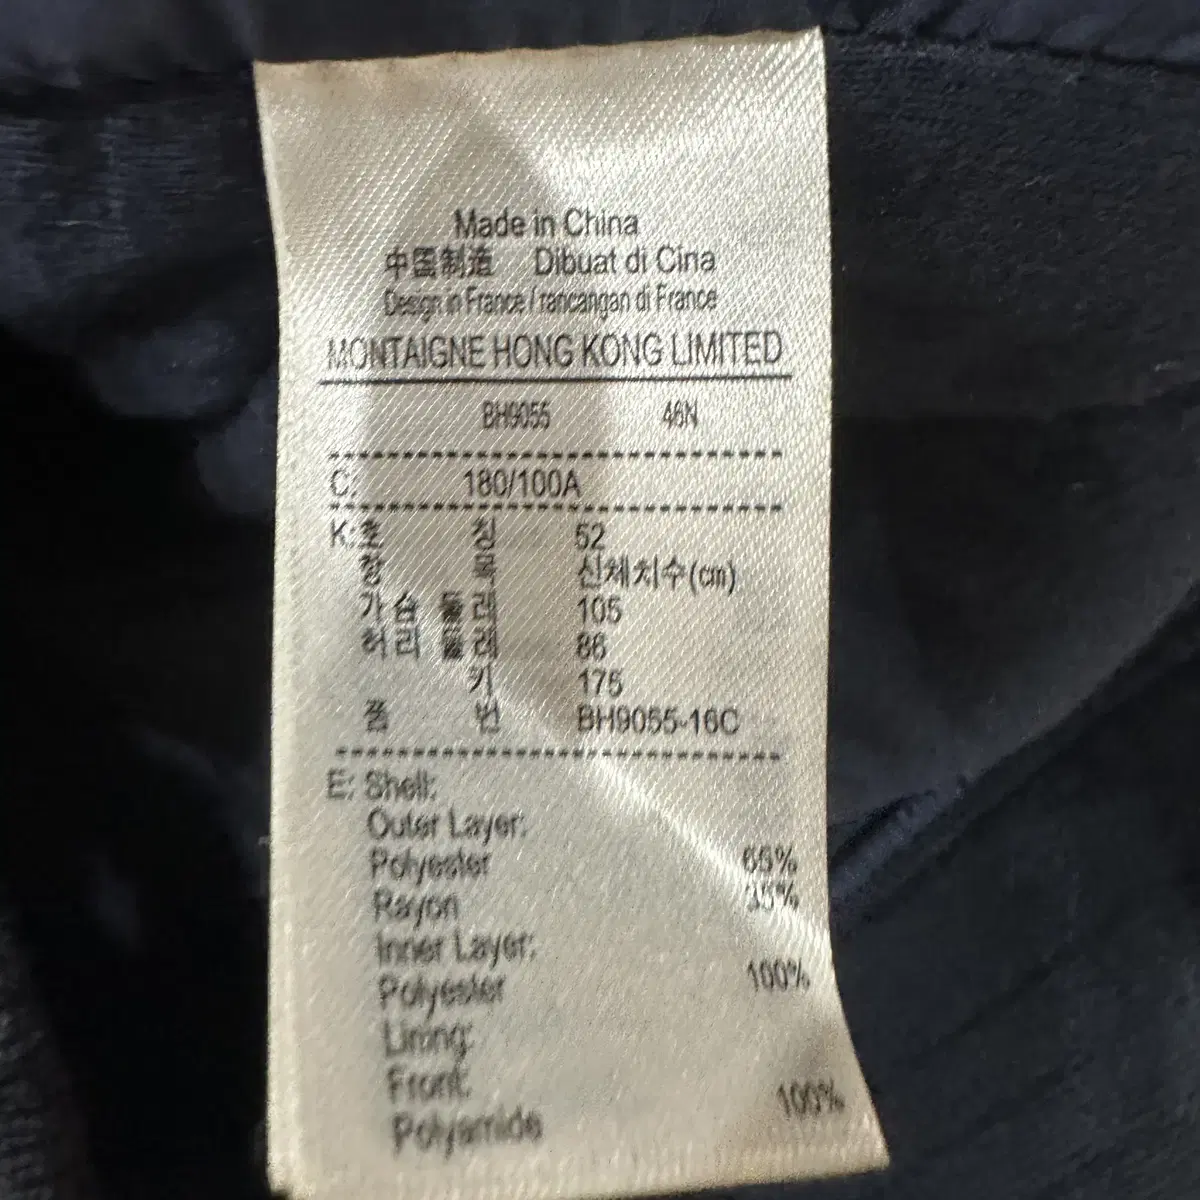 Made in China
中国制造 Dibuat di Cina
Design in France / rancangan di France
MONTAIGNE HONG KONG LIMITED
BH9055 46N
C: 180/100A
K: 호 칭 52
항 목 신체치수(cm)
가슴둘레 105
허리둘레 86
키 175
품 번 BH9055-16C
E: Shell:
Outer Layer:
Polyester 65%
Rayon 35%
Inner Layer:
Polyester 100%
Lining:
Front:
Polyamide 100%